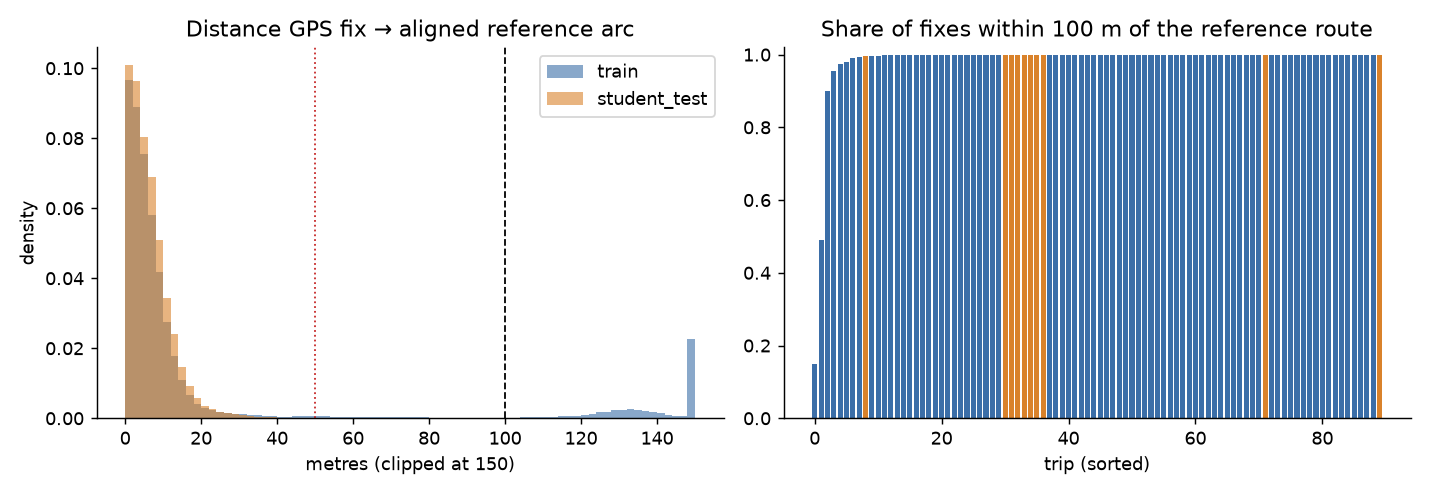 Distance GPS fix → aligned reference arc
0.10
0.08
0.06
0.04
0.02
0.00
density
train
student_test
0 20 40 60 80 100 120 140
metres (clipped at 150)
Share of fixes within 100 m of the reference route
1.0
0.8
0.6
0.4
0.2
0.0
0 20 40 60 80
trip (sorted)